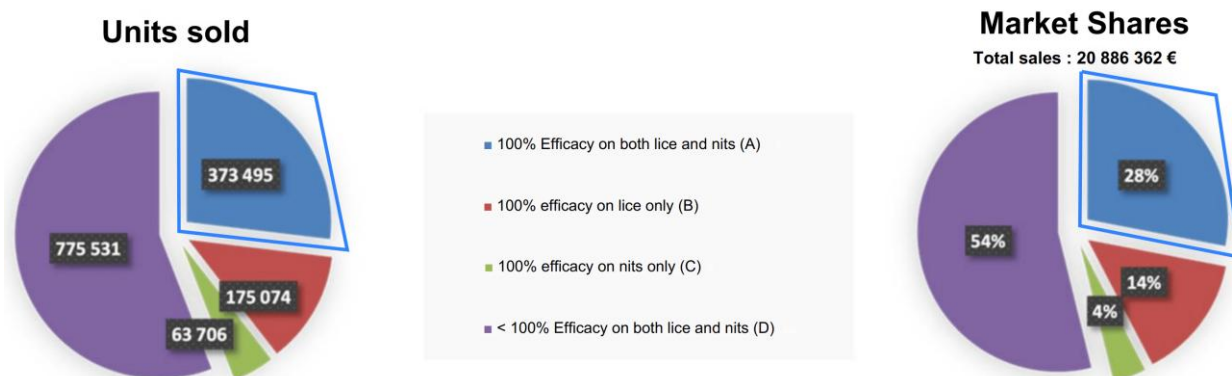 Units sold
373 495
775 531
175 074
63 706
■ 100% Efficacy on both lice and nits (A)
■ 100% efficacy on lice only (B)
■ 100% efficacy on nits only (C)
■ < 100% Efficacy on both lice and nits (D)
Market Shares
Total sales : 20 886 362 €
28%
54%
14%
4%